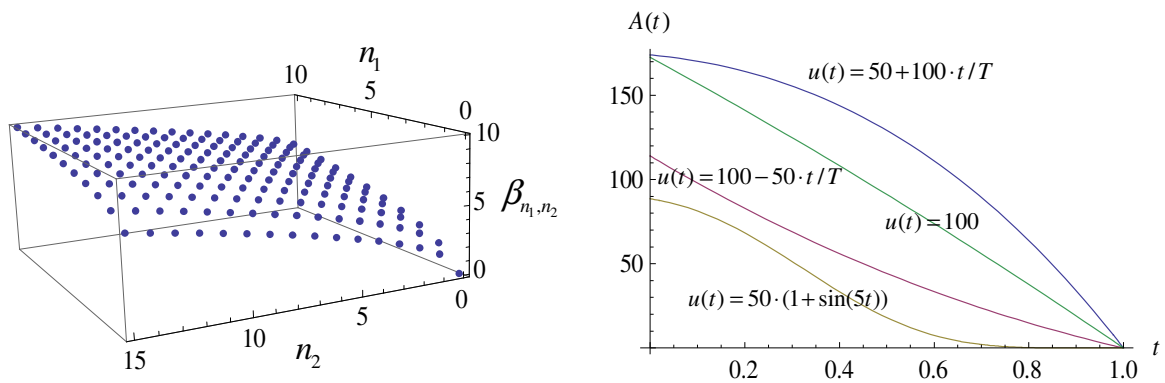 n₁
10
5
0
10
5
0
β_{n₁,n₂}
0
5
10
15
n₂
A(t)
150
100
50
u(t) = 50+100·t/T
u(t) = 100−50·t/T
u(t) = 100
u(t) = 50·(1+sin(5t))
0.2 0.4 0.6 0.8 1.0 t